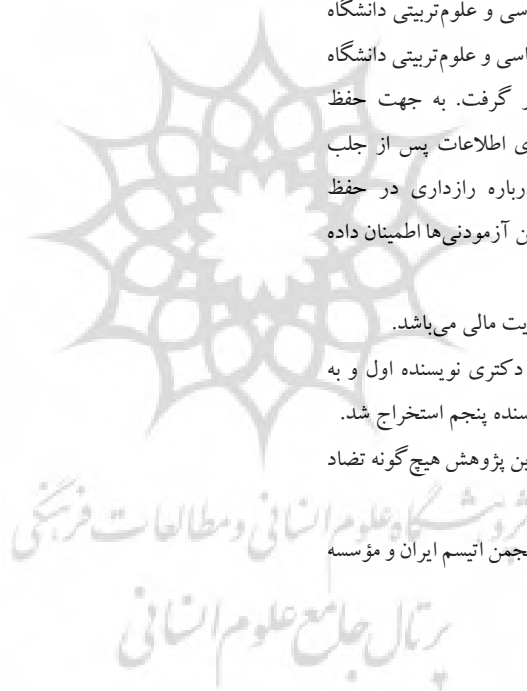 سی و علوم‌تربیتی دانشگاه
اسی و علوم‌تربیتی دانشگاه
ر گرفت. به جهت حفظ
ی اطلاعات پس از جلب
رباره رازداری در حفظ
ن آزمودنی‌ها اطمینان داده
یت مالی می‌باشد.
دکتری نویسنده اول و به
سنده پنجم استخراج شد.
ین پژوهش هیچ‌گونه تضاد
پژوهشگاه علوم انسانی و مطالعات فرهنگی
جمن اتیسم ایران و مؤسسه
پرتال جامع علوم انسانی